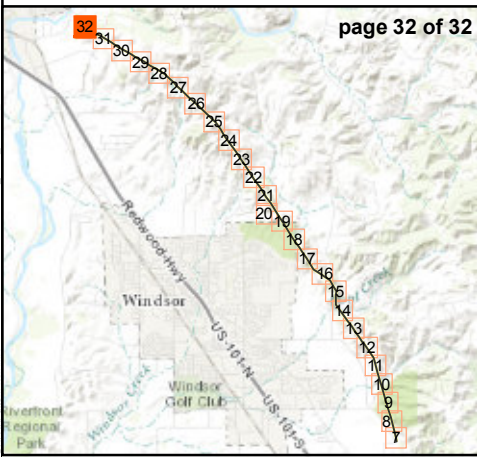 page 32 of 32
32
31
30
29
28
27
26
25
24
23
22
21
20
19
18
17
16
15
14
13
12
11
10
9
8
7
Redwood Hwy
Windsor
US-101-N
US-101-S
Windsor
Golf Club
Windsor Creek
Creek
Riverfront
Regional
Park